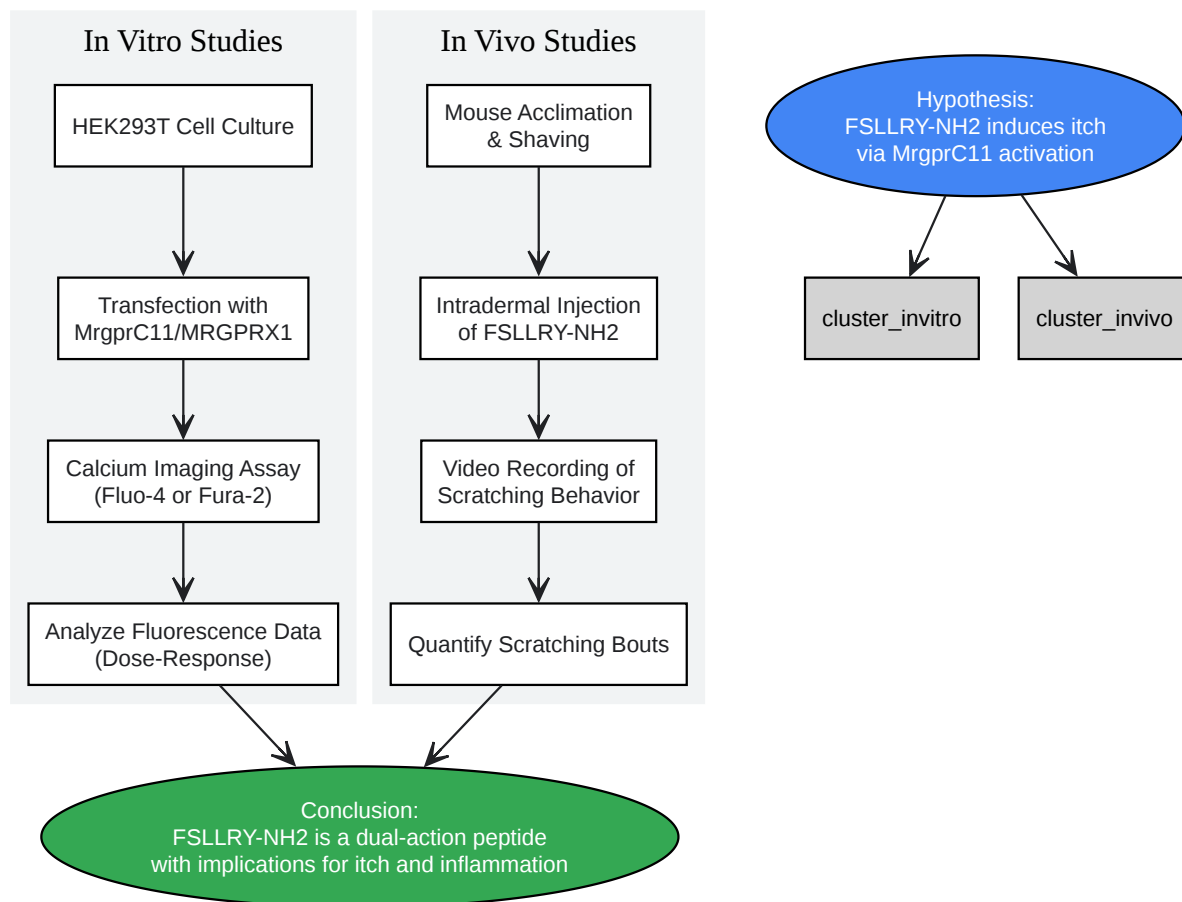 In Vitro Studies
HEK293T Cell Culture
Transfection with
MrgprC11/MRGPRX1
Calcium Imaging Assay
(Fluo-4 or Fura-2)
Analyze Fluorescence Data
(Dose-Response)
In Vivo Studies
Mouse Acclimation
& Shaving
Intradermal Injection
of FSLLRY-NH2
Video Recording of
Scratching Behavior
Quantify Scratching Bouts
Hypothesis:
FSLLRY-NH2 induces itch
via MrgprC11 activation
cluster_invitro
cluster_invivo
Conclusion:
FSLLRY-NH2 is a dual-action peptide
with implications for itch and inflammation